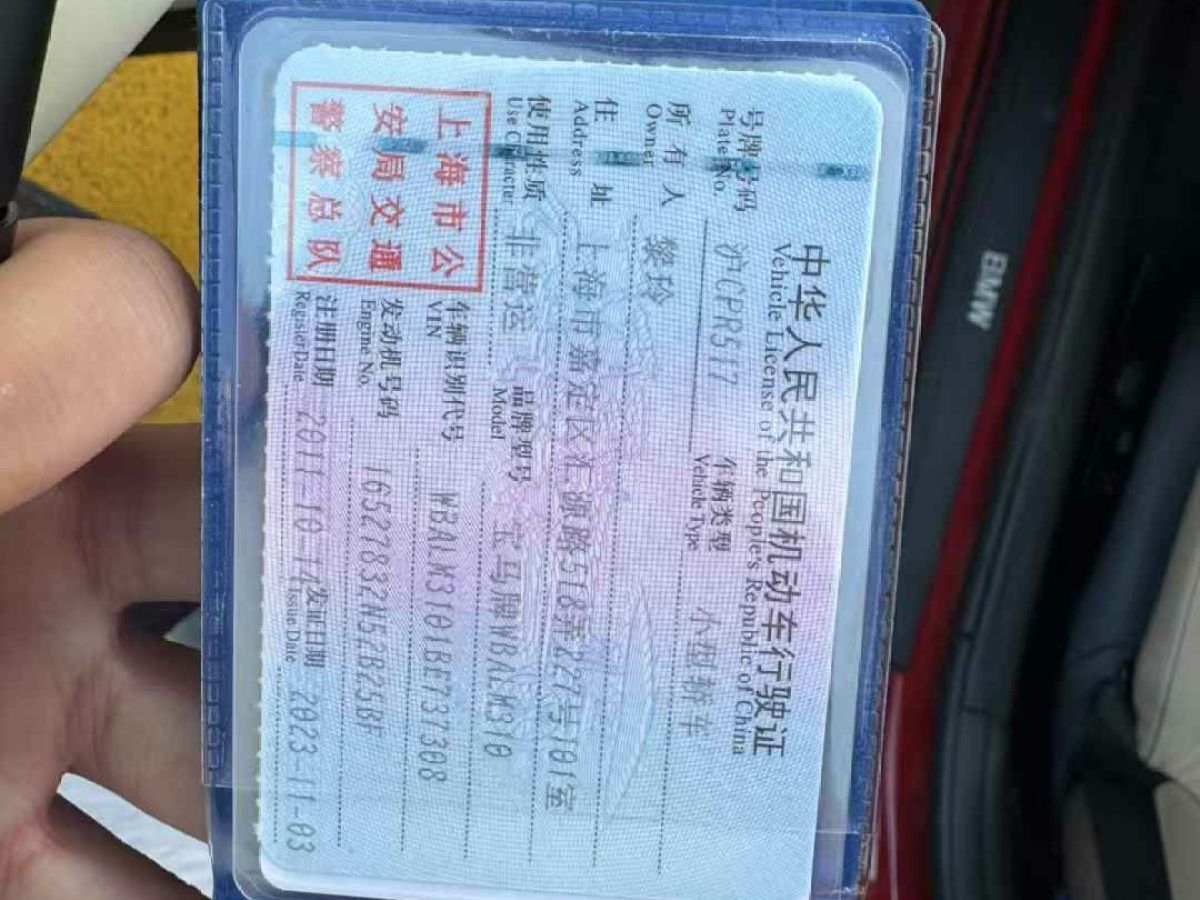 中华人民共和国机动车行驶证
Vehicle License of the People's Republic of China
号牌号码 沪CPR517 车辆类型 小型轿车
Plate No. Vehicle Type
所有人 黎玲
Owner
住址 上海市嘉定区汇源路518弄227号101室
Address
使用性质 非营运 品牌型号 宝马牌WBALM310
Use Character Model
上海市公
安局交通
警察总队
车辆识别代号 WBALM3101BE737308
VIN
发动机号码 16527832N52B25BF
Engine No.
注册日期 2011-10-14 发证日期 2023-11-03
Register Date Issue Date
BMW